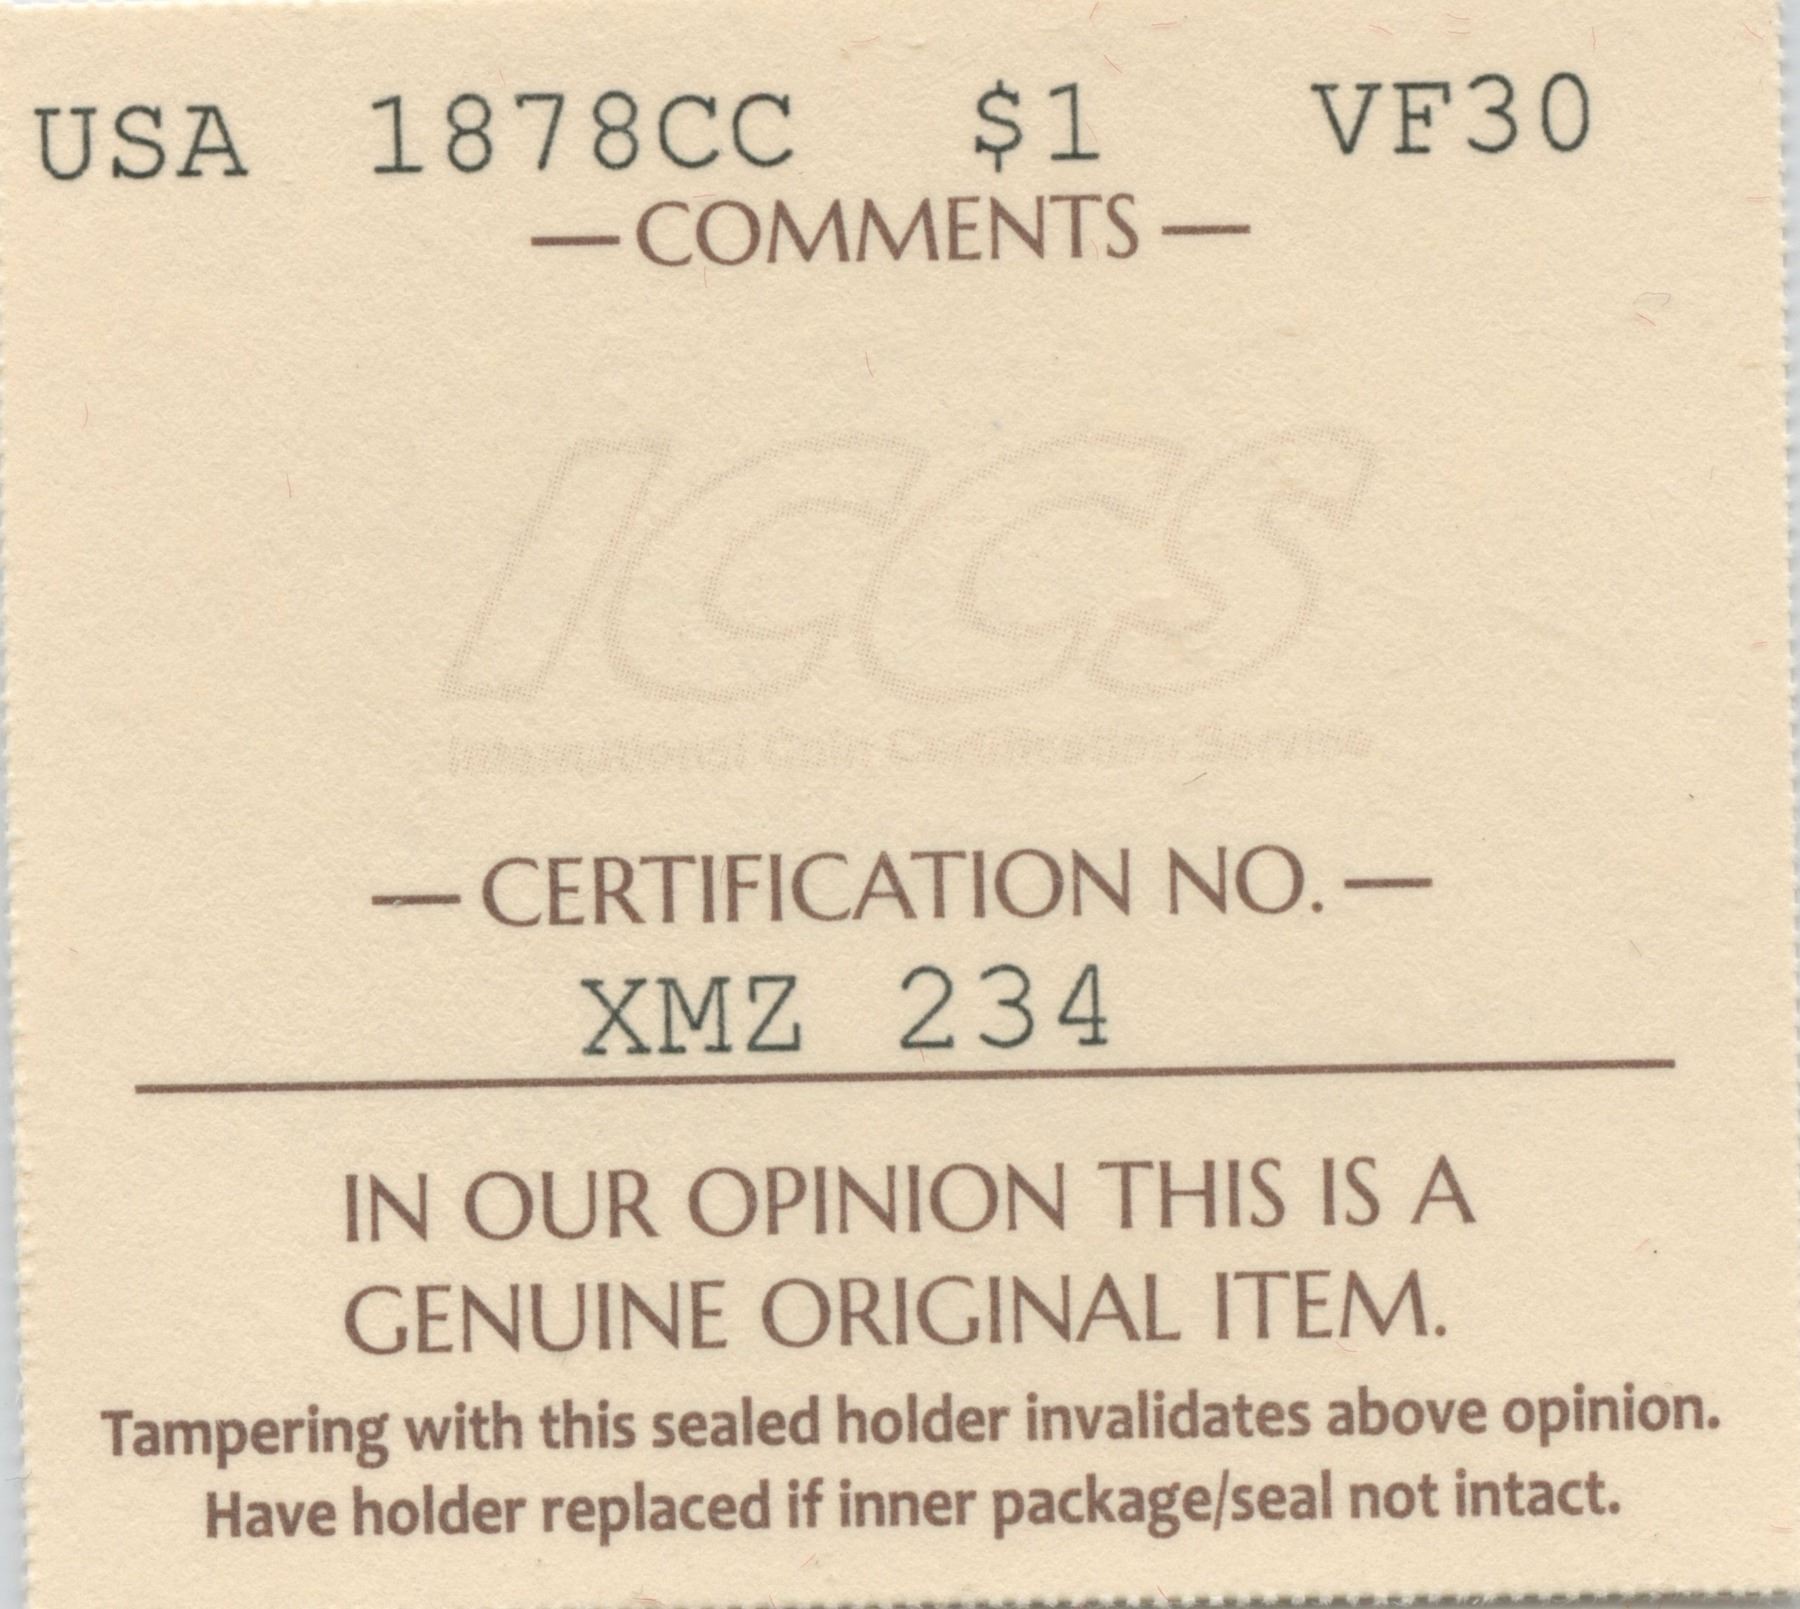 USA 1878CC $1 VF30
— COMMENTS —
ICCS
International Coin Certification Service
— CERTIFICATION NO. —
XMZ 234
IN OUR OPINION THIS IS A
GENUINE ORIGINAL ITEM.
Tampering with this sealed holder invalidates above opinion.
Have holder replaced if inner package/seal not intact.